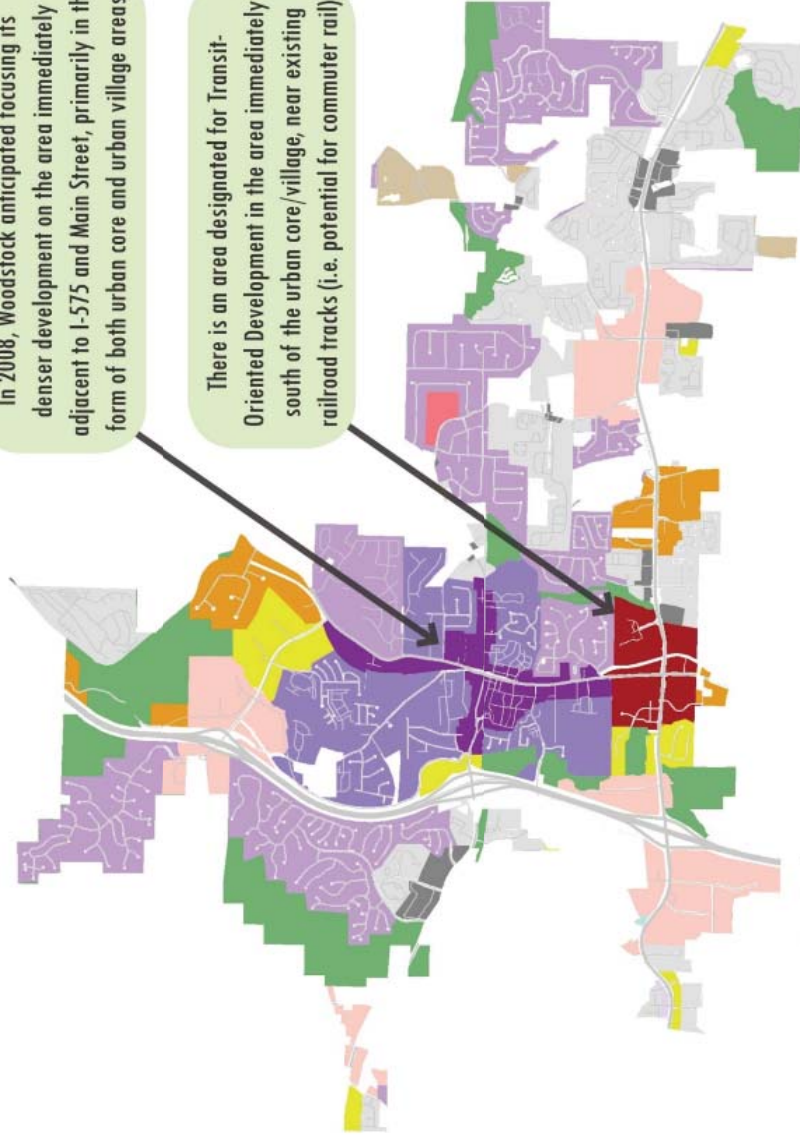 In 2008, Woodstock anticipated focusing its
denser development on the area immediately
adjacent to I-575 and Main Street, primarily in th
form of both urban core and urban village areas
There is an area designated for Transit-
Oriented Development in the area immediately
south of the urban core/village, near existing
railroad tracks (i.e. potential for commuter rail)